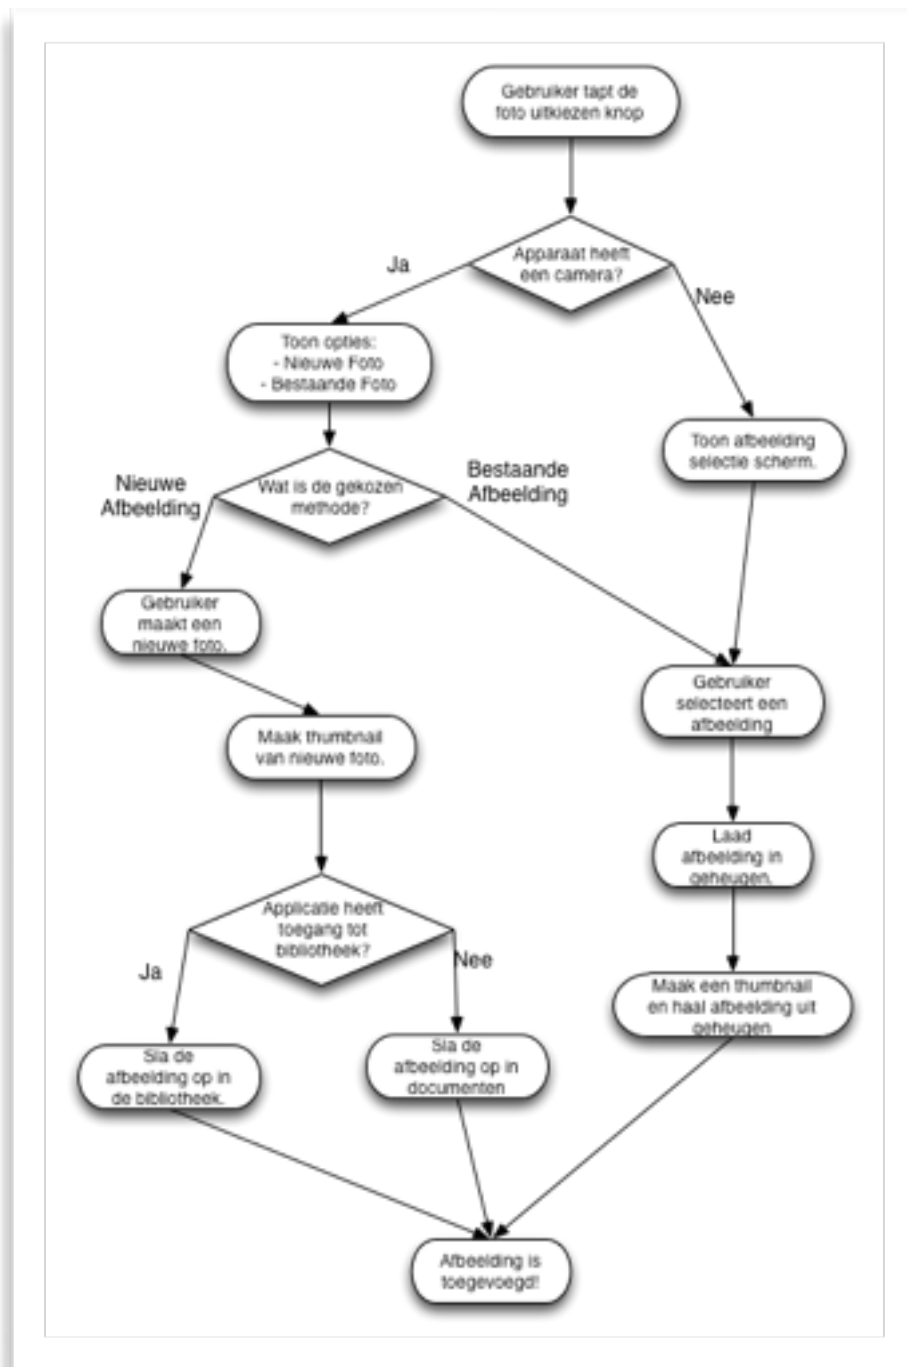 Gebruiker tapt de
foto uitkiezen knop
Apparaat heeft
een camera?
Ja
Nee
Toon opties:
- Nieuwe Foto
- Bestaande Foto
Toon afbeelding
selectie scherm.
Wat is de gekozen
methode?
Nieuwe
Afbeelding
Bestaande
Afbeelding
Gebruiker
maakt een
nieuwe foto.
Gebruiker
selecteert een
afbeelding
Maak thumbnail
van nieuwe foto.
Laad
afbeelding in
geheugen.
Applicatie heeft
toegang tot
bibliotheek?
Ja
Nee
Maak een thumbnail
en haal afbeelding uit
geheugen
Sla de
afbeelding op in
de bibliotheek.
Sla de
afbeelding op in
documenten
Afbeelding is
toegevoegd!